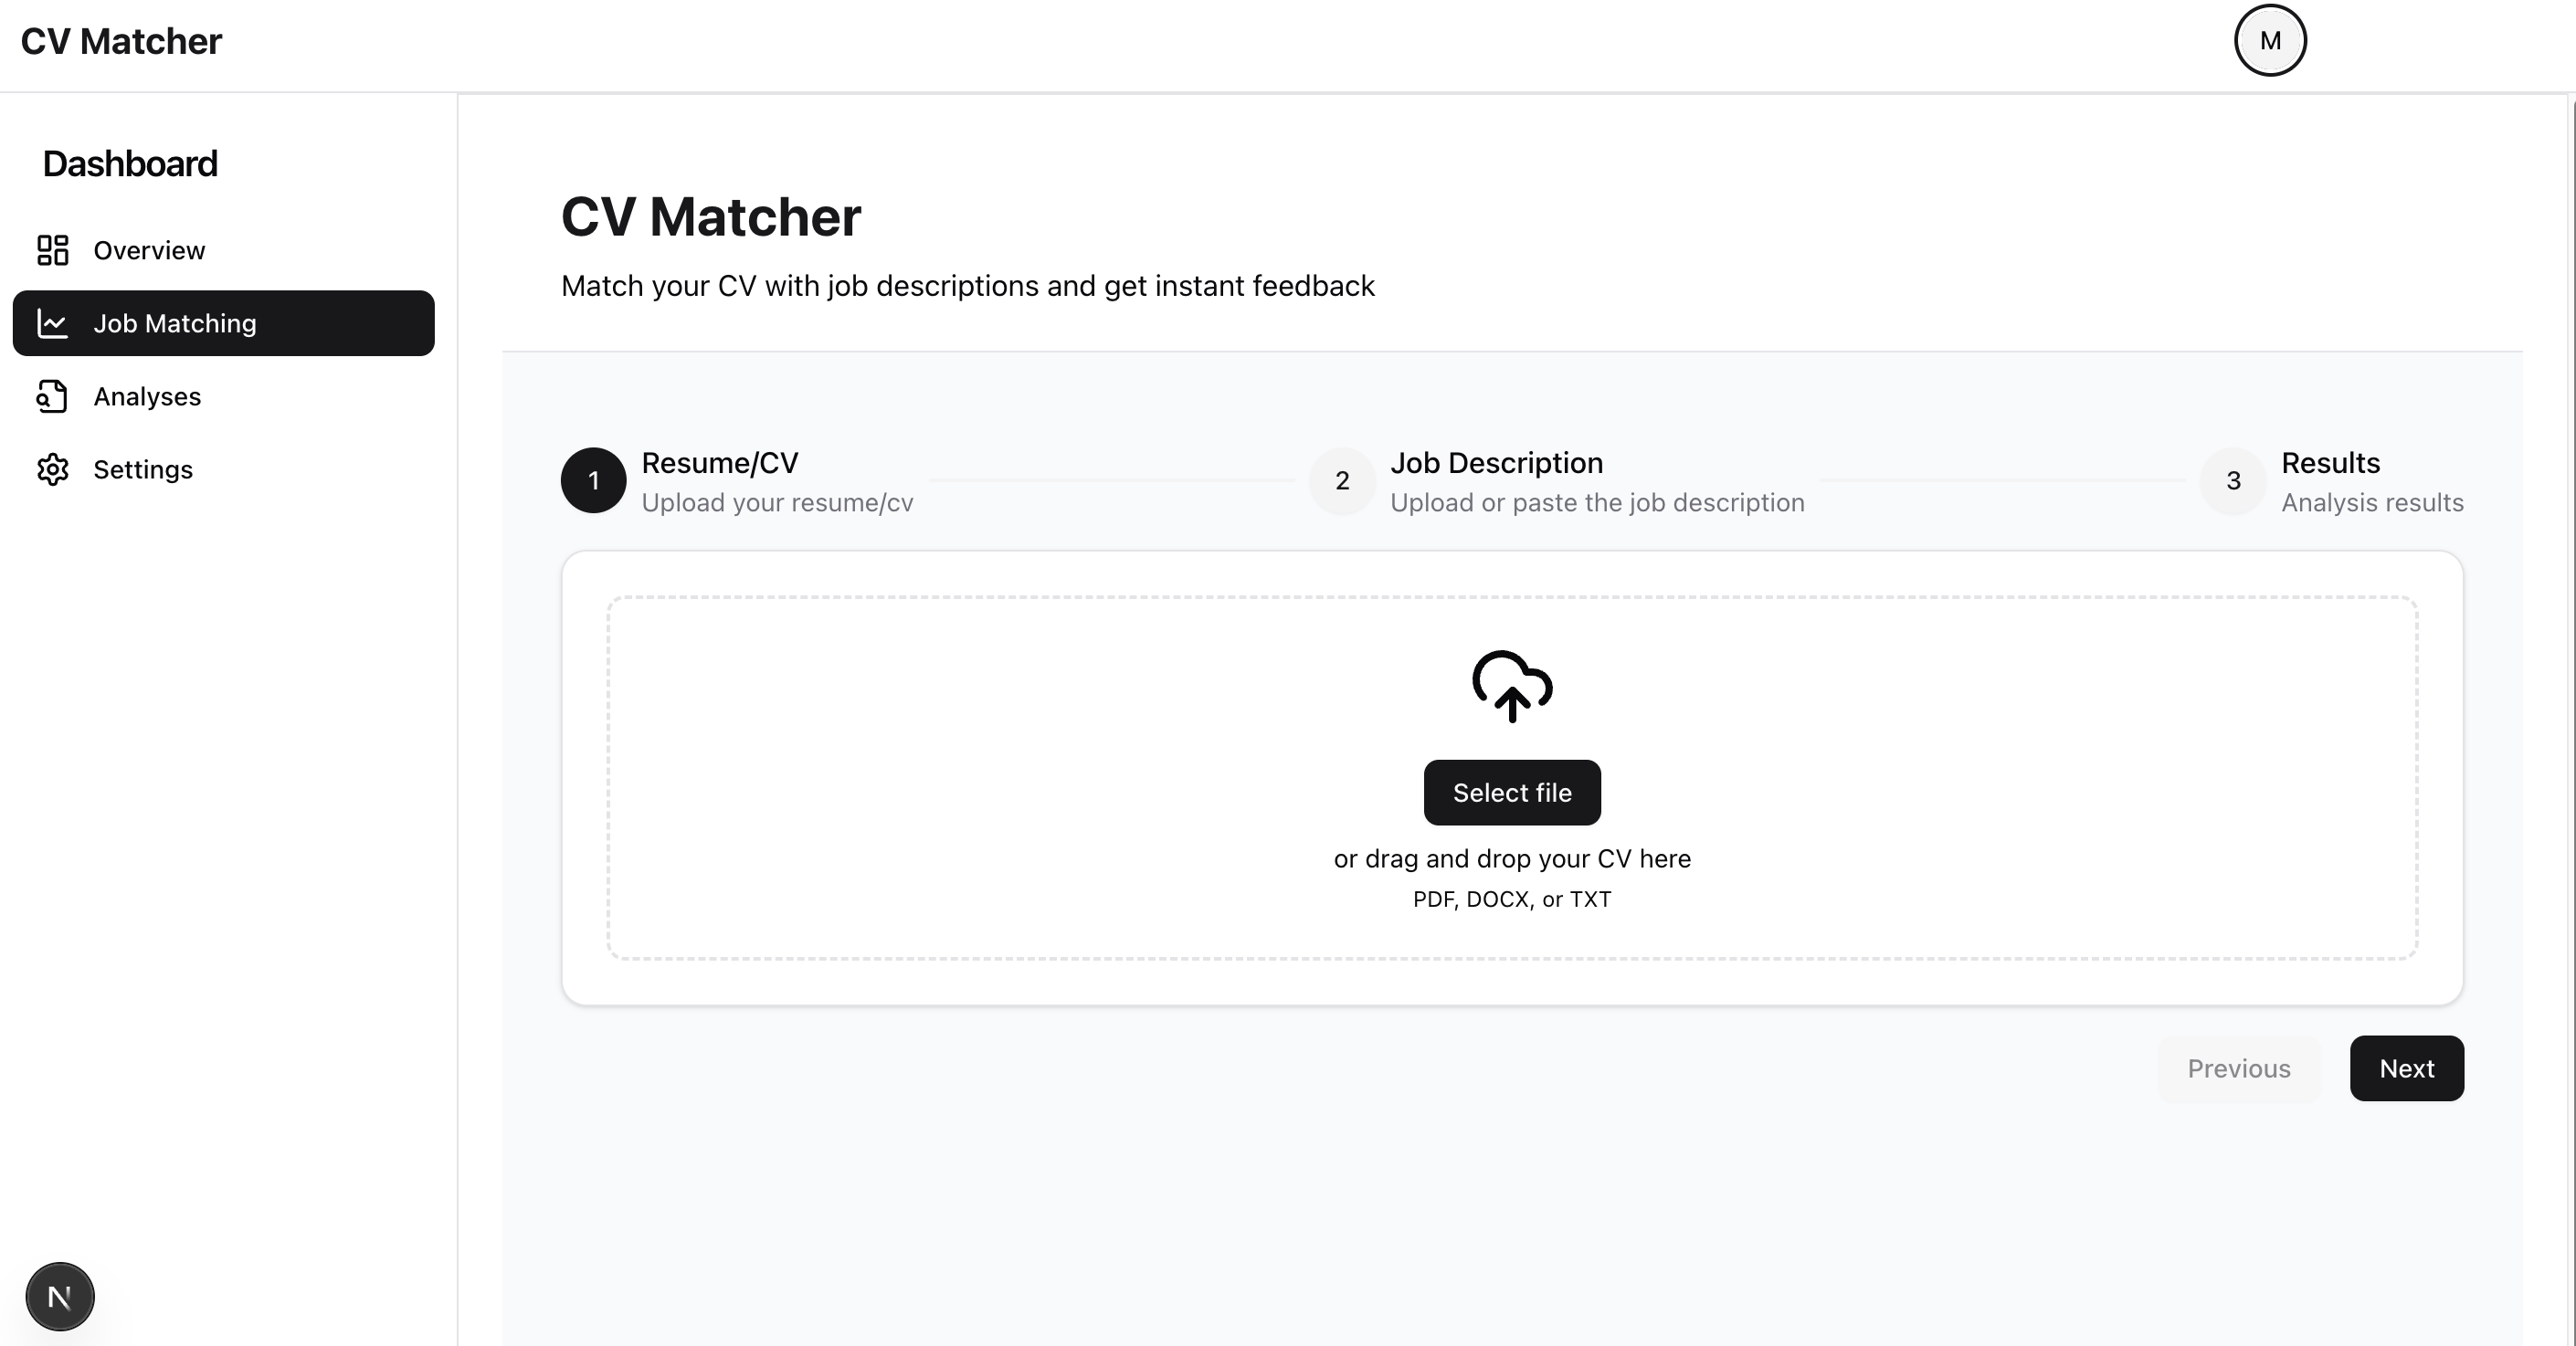 CV Matcher
M
Dashboard
Overview
Job Matching
Analyses
Settings
CV Matcher
Match your CV with job descriptions and get instant feedback
1
Resume/CV
Upload your resume/cv
2
Job Description
Upload or paste the job description
3
Results
Analysis results
Select file
or drag and drop your CV here
PDF, DOCX, or TXT
Previous
Next
N